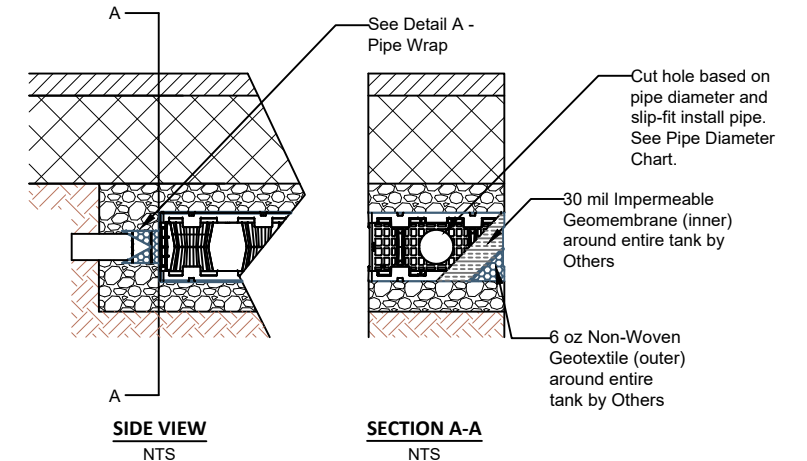 A
See Detail A -
Pipe Wrap
Cut hole based on
pipe diameter and
slip-fit install pipe.
See Pipe Diameter
Chart.
30 mil Impermeable
Geomembrane (inner)
around entire tank by
Others
6 oz Non-Woven
Geotextile (outer)
around entire
tank by Others
A
SIDE VIEW
NTS
SECTION A-A
NTS